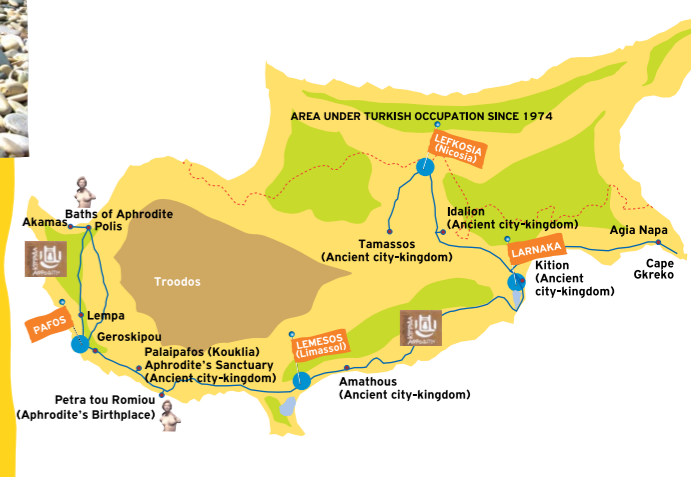 AREA UNDER TURKISH OCCUPATION SINCE 1974
LEFKOSIA
(Nicosia)
Baths of Aphrodite
Akamas
Polis
Idalion
(Ancient city-kingdom)
Tamassos
(Ancient city-kingdom)
Agia Napa
LARNAKA
Cape
Gkreko
Kition
(Ancient
city-kingdom)
Troodos
Lempa
PAFOS
Geroskipou
LEMESOS
(Limassol)
Palaipafos (Kouklia)
Aphrodite's Sanctuary
(Ancient city-kingdom)
Amathous
(Ancient city-kingdom)
Petra tou Romiou
(Aphrodite's Birthplace)